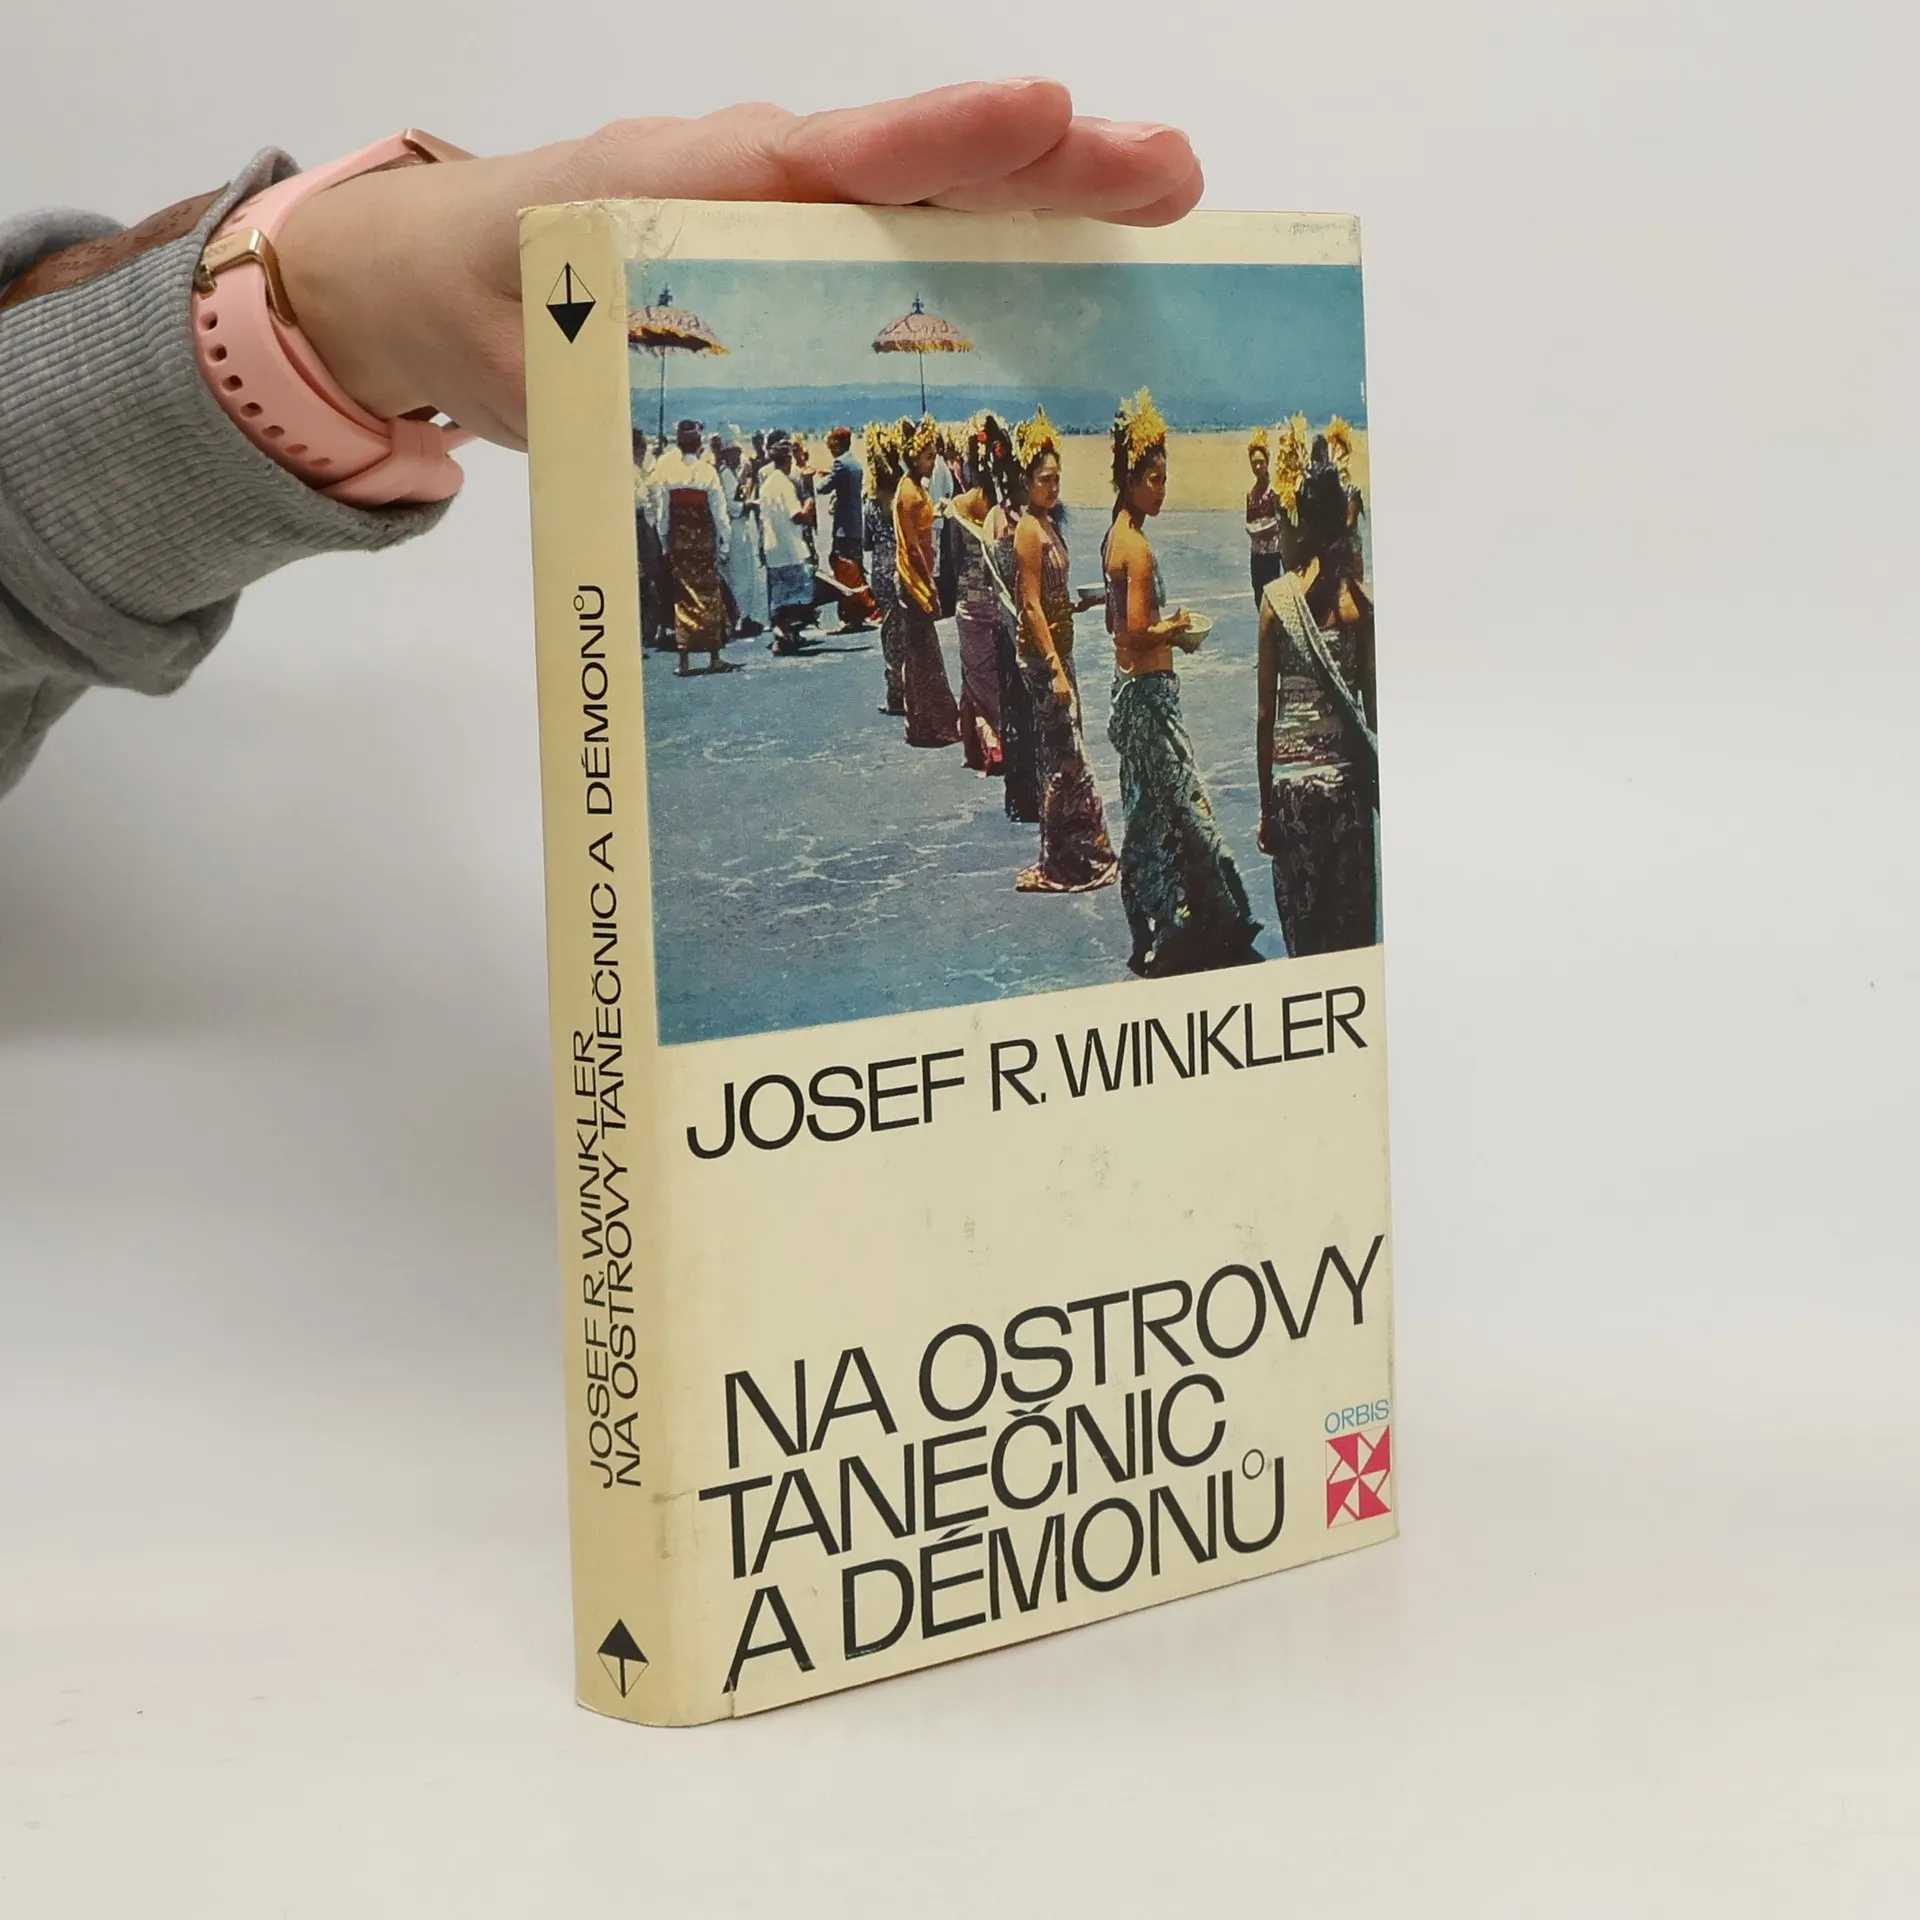 JOSEF R. WINKLER
NA OSTROVY TANEČNIC A DÉMONŮ
JOSEF R. WINKLER
NA OSTROVY
TANEČNIC
A DÉMONŮ
ORBIS